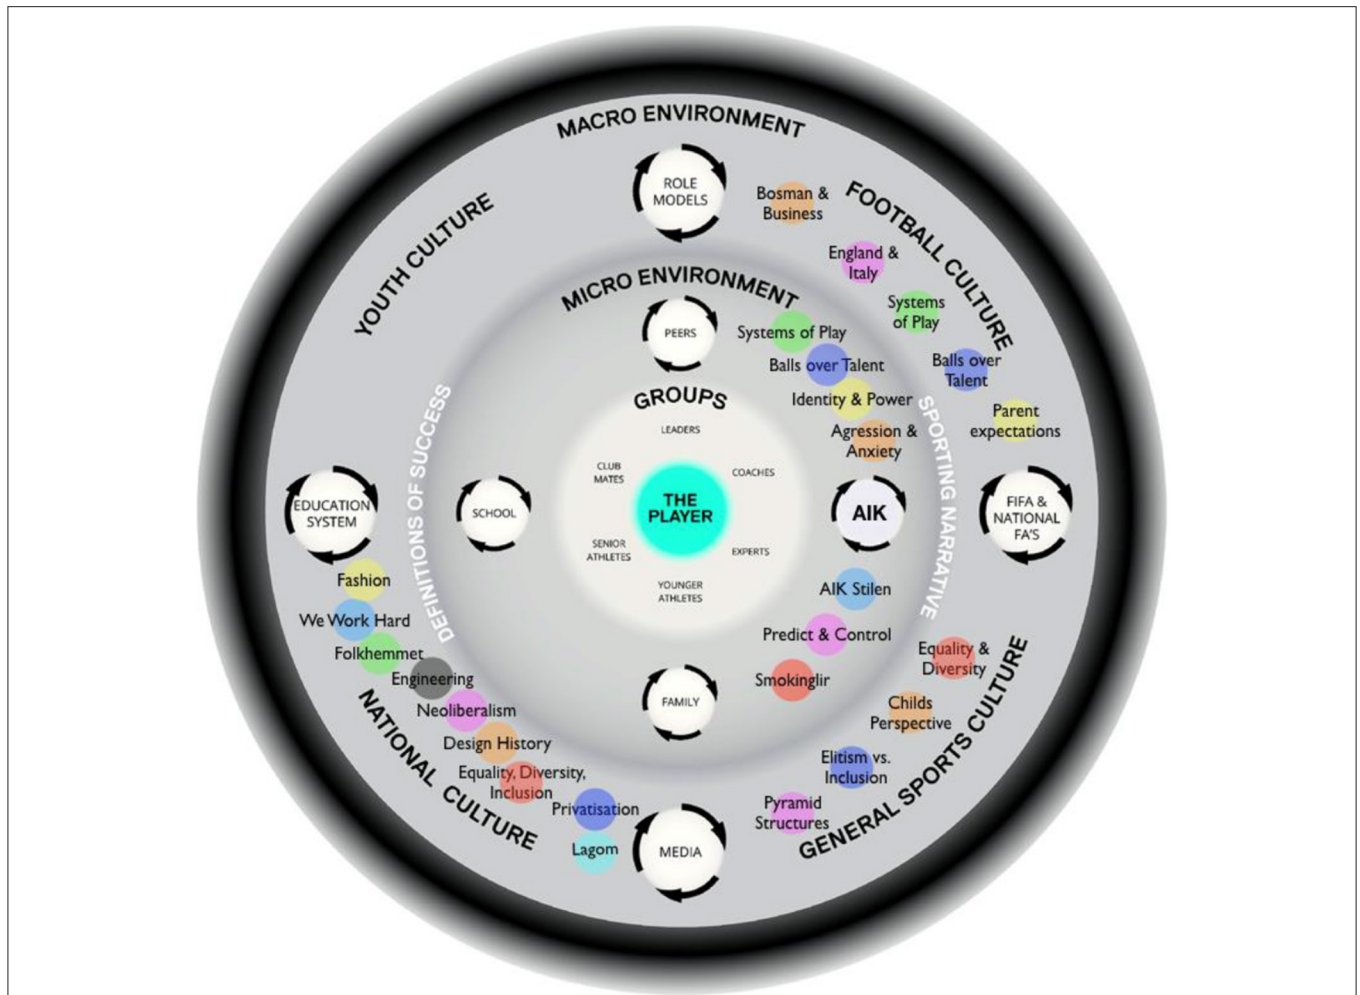 MACRO ENVIRONMENT
ROLE
MODELS
YOUTH CULTURE
FOOTBALL CULTURE
Bosman &
Business
England &
Italy
Systems
of Play
Balls over
Talent
Parent
expectations
MICRO ENVIRONMENT
PEERS
Systems of Play
Balls over Talent
Identity & Power
Agression &
Anxiety
GROUPS
LEADERS
CLUB
MATES
COACHES
THE
PLAYER
SENIOR
ATHLETES
EXPERTS
YOUNGER
ATHLETES
DEFINITIONS OF SUCCESS
SPORTING NARRATIVE
EDUCATION
SYSTEM
SCHOOL
AIK
FIFA &
NATIONAL
FA'S
AIK Stilen
Predict & Control
Smokinglir
FAMILY
Fashion
We Work Hard
Folkhemmet
Engineering
Neoliberalism
Design History
Equality, Diversity,
Inclusion
Privatisation
Lagom
NATIONAL CULTURE
MEDIA
Equality &
Diversity
Childs
Perspective
Elitism vs.
Inclusion
Pyramid
Structures
GENERAL SPORTS CULTURE